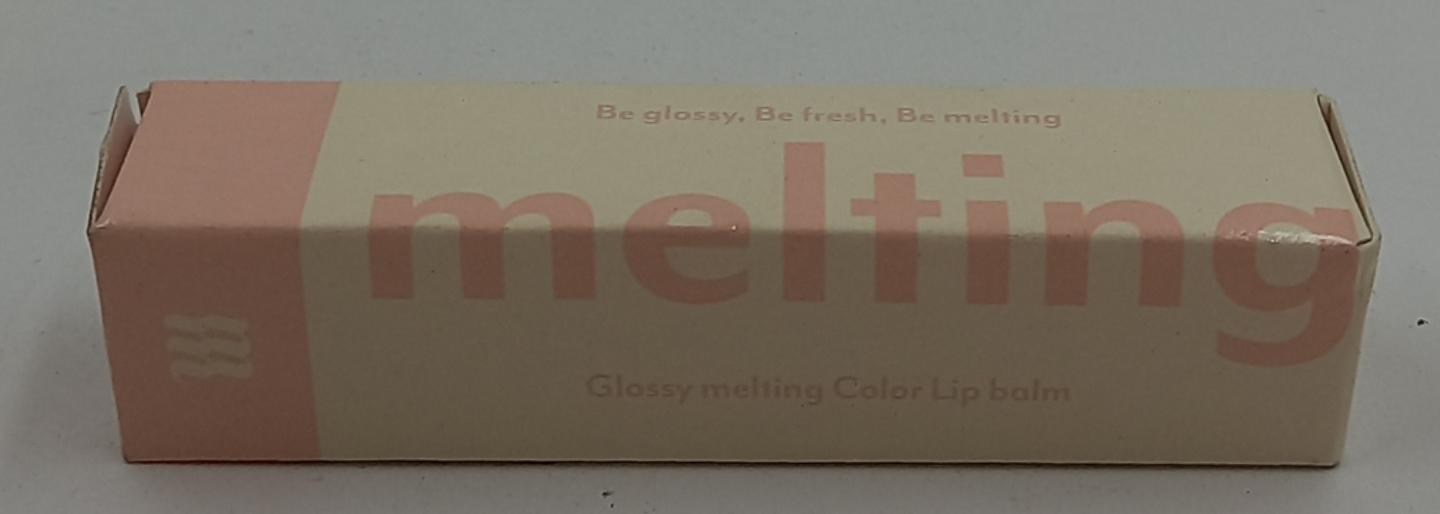 Be glossy, Be fresh, Be melting
melting
Glossy melting Color Lip balm